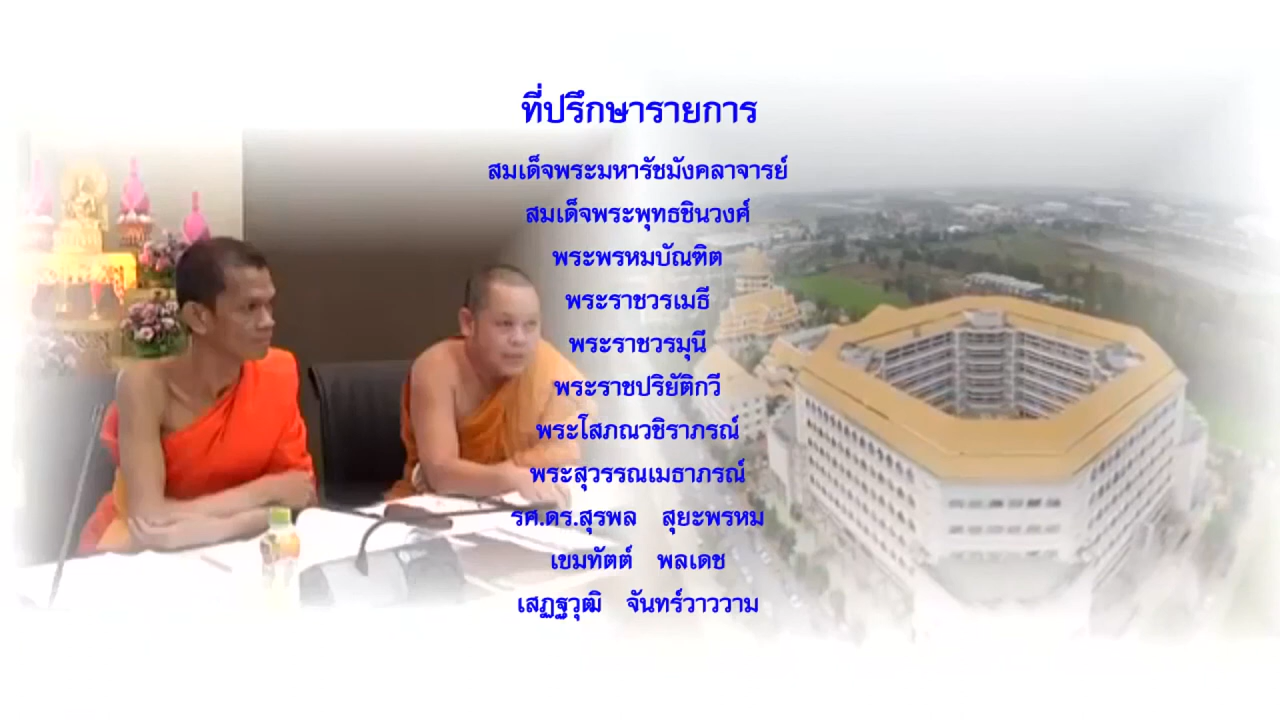 ที่ปรึกษารายการ
สมเด็จพระมหารัชมังคลาจารย์
สมเด็จพระพุทธชินวงศ์
พระพรหมบัณฑิต
พระราชวรเมธี
พระราชวรมุนี
พระราชปริยัติกวี
พระโสภณวชิราภรณ์
พระสุวรรณเมธาภรณ์
รศ.ดร.สุรพล สุยะพรหม
เขมทัตต์ พลเดช
เสฏฐวุฒิ จันทร์วาววาม